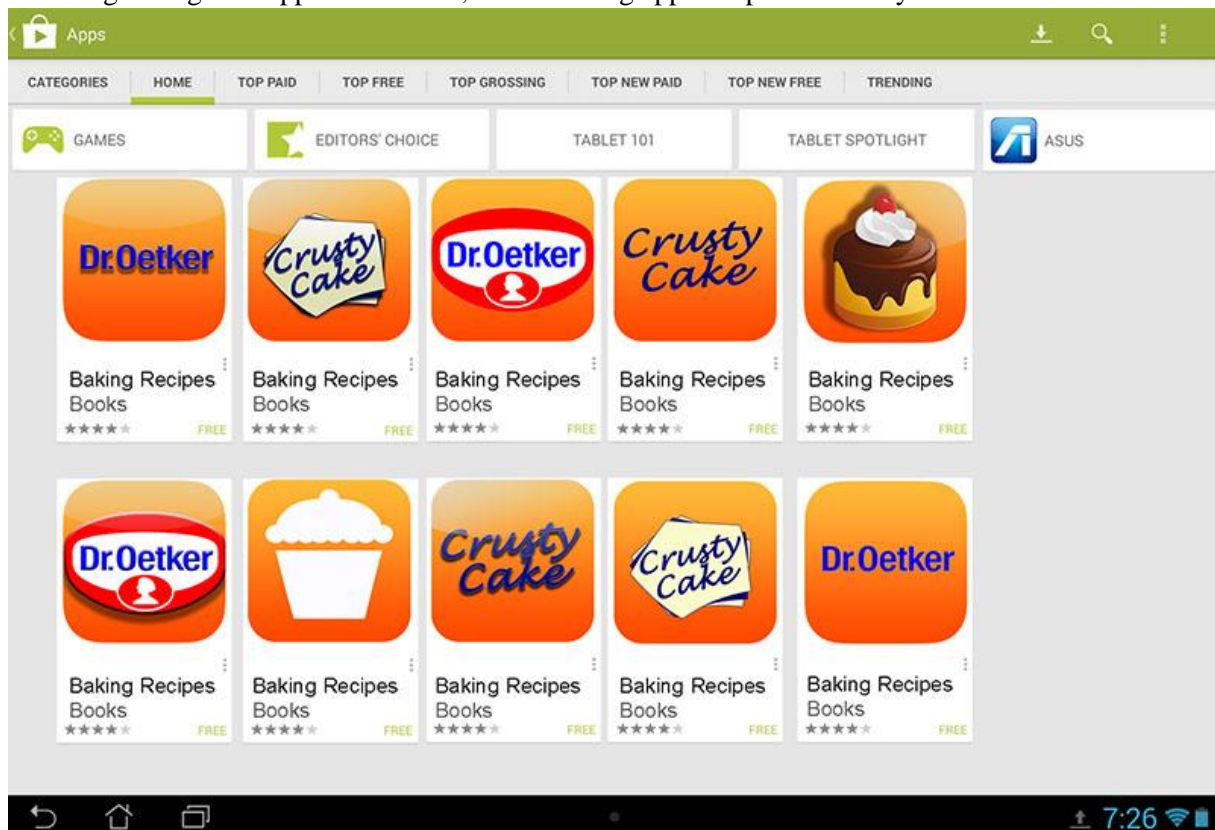 Apps
CATEGORIES HOME TOP PAID TOP FREE TOP GROSSING TOP NEW PAID TOP NEW FREE TRENDING
GAMES EDITORS' CHOICE TABLET 101 TABLET SPOTLIGHT ASUS
Dr.Oetker Crusty Cake Dr.Oetker Crusty Cake
Baking Recipes Baking Recipes Baking Recipes Baking Recipes Baking Recipes
Books Books Books Books Books
FREE FREE FREE FREE FREE
Dr.Oetker Crusty Cake Crusty Cake Dr.Oetker
Baking Recipes Baking Recipes Baking Recipes Baking Recipes Baking Recipes
Books Books Books Books Books
FREE FREE FREE FREE FREE
7:26